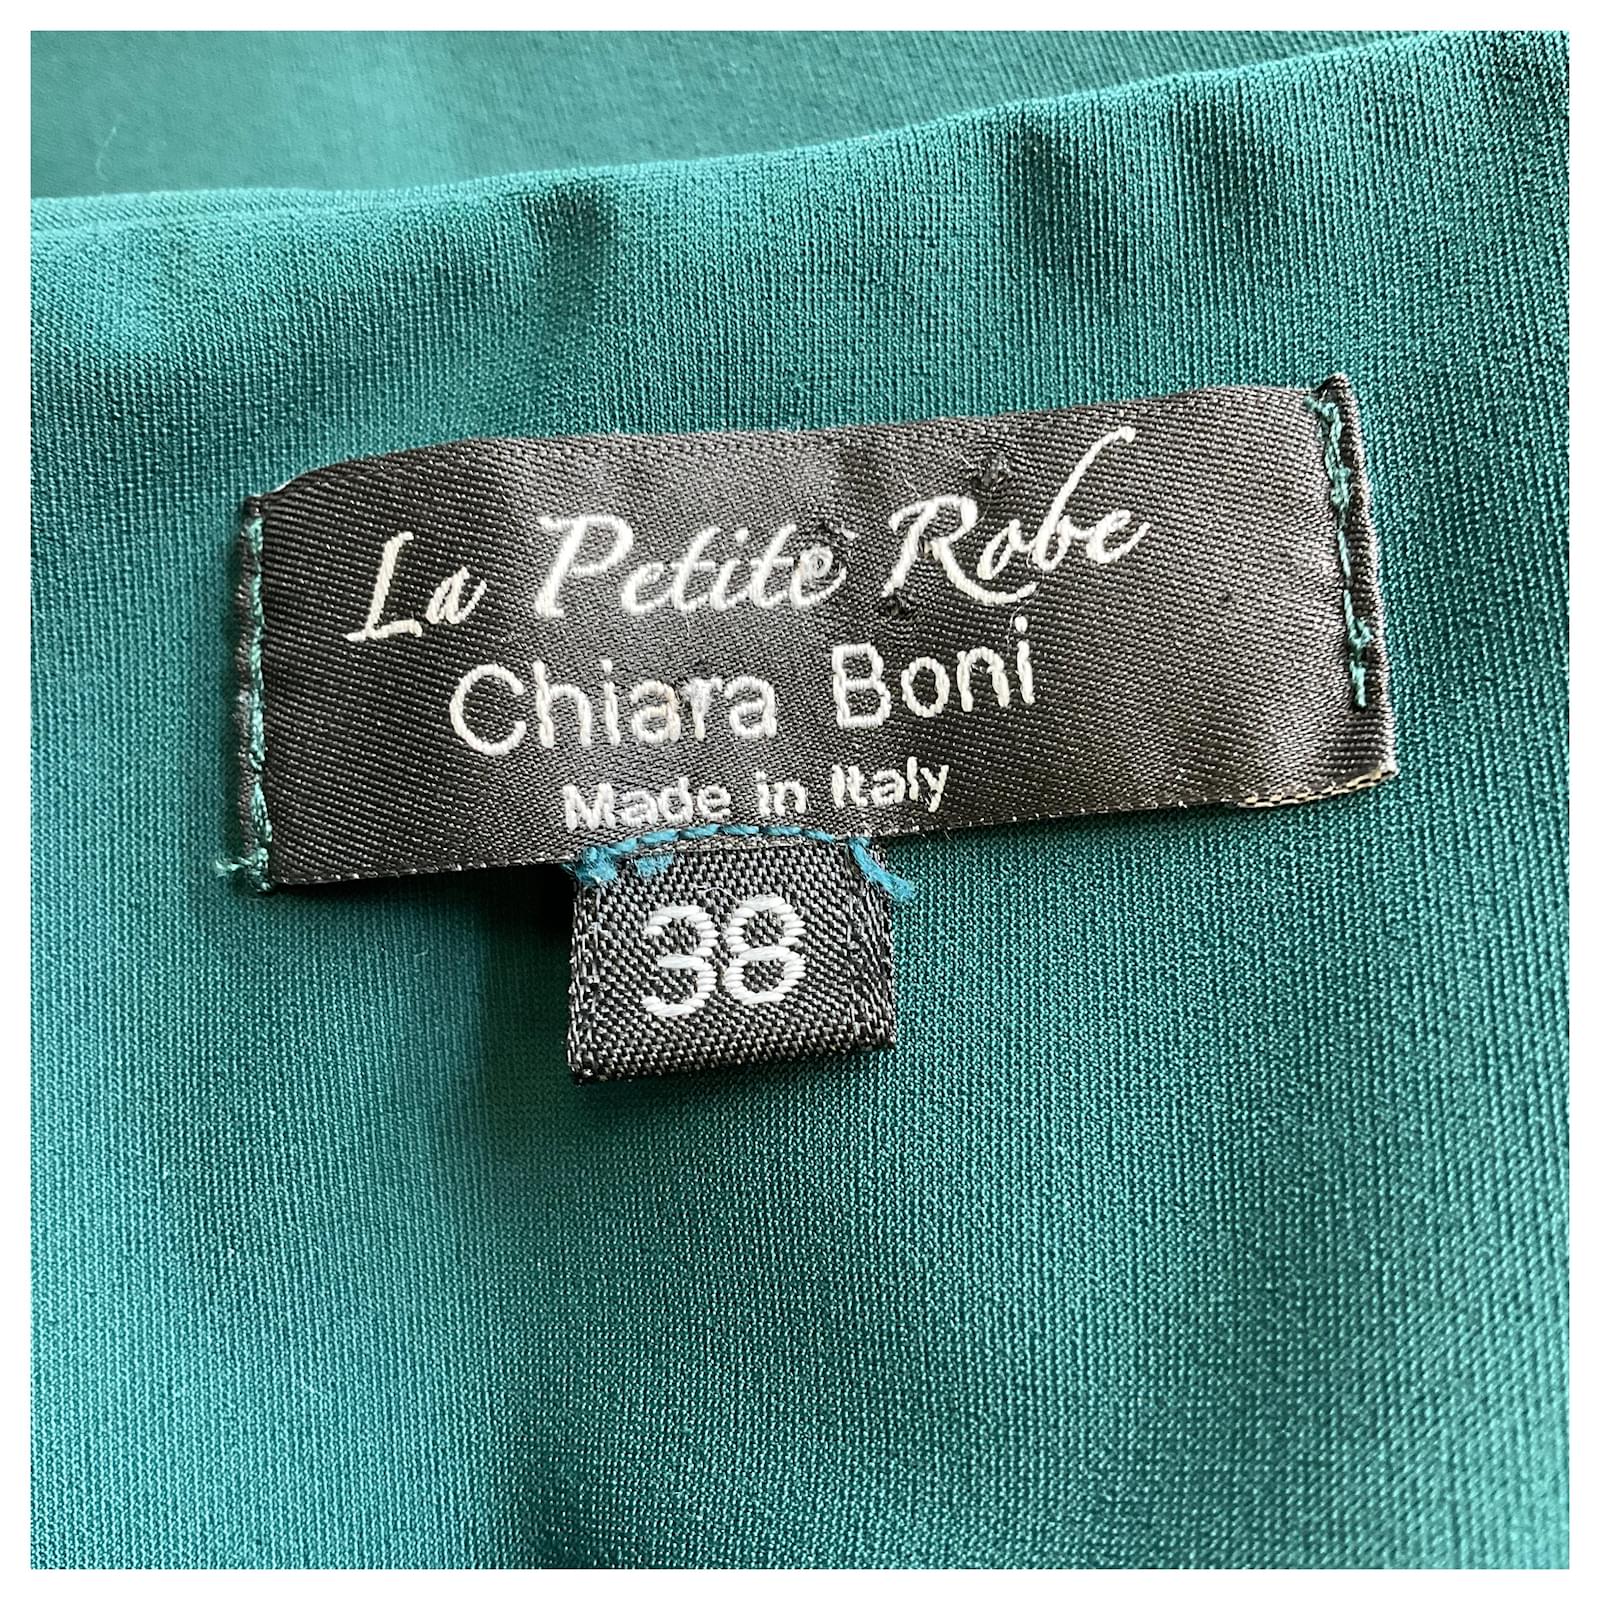 La Petite Robe
Chiara Boni
Made in Italy
38